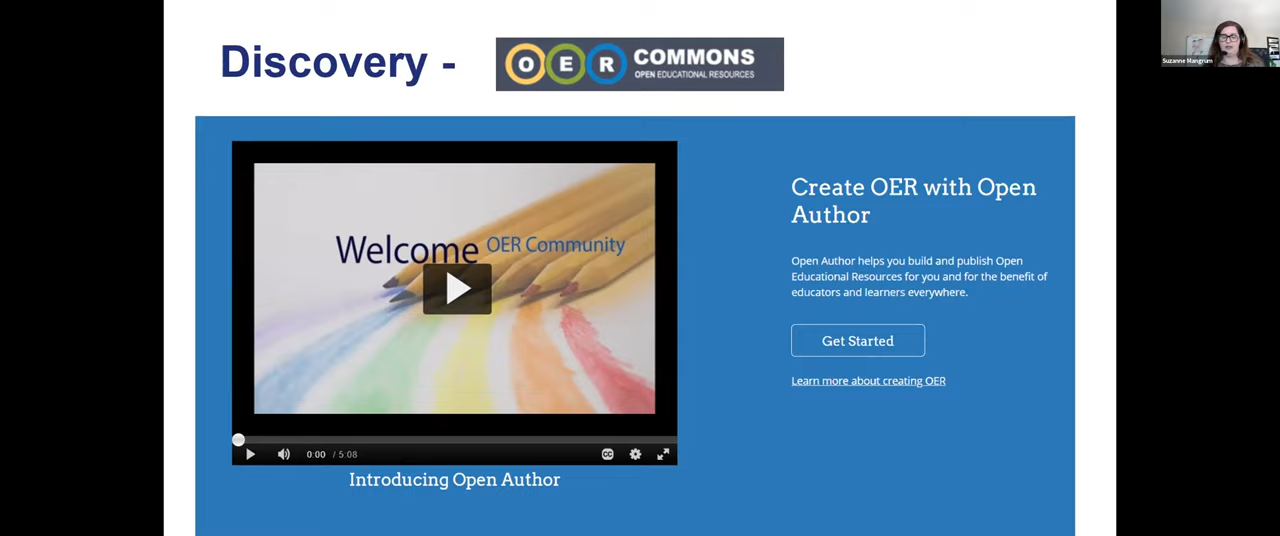 Discovery -
OER COMMONS
OPEN EDUCATIONAL RESOURCES
Suzanne Mangrum
Welcome OER Community
0:00 / 5:08
CC
Introducing Open Author
Create OER with Open
Author
Open Author helps you build and publish Open
Educational Resources for you and for the benefit of
educators and learners everywhere.
Get Started
Learn more about creating OER